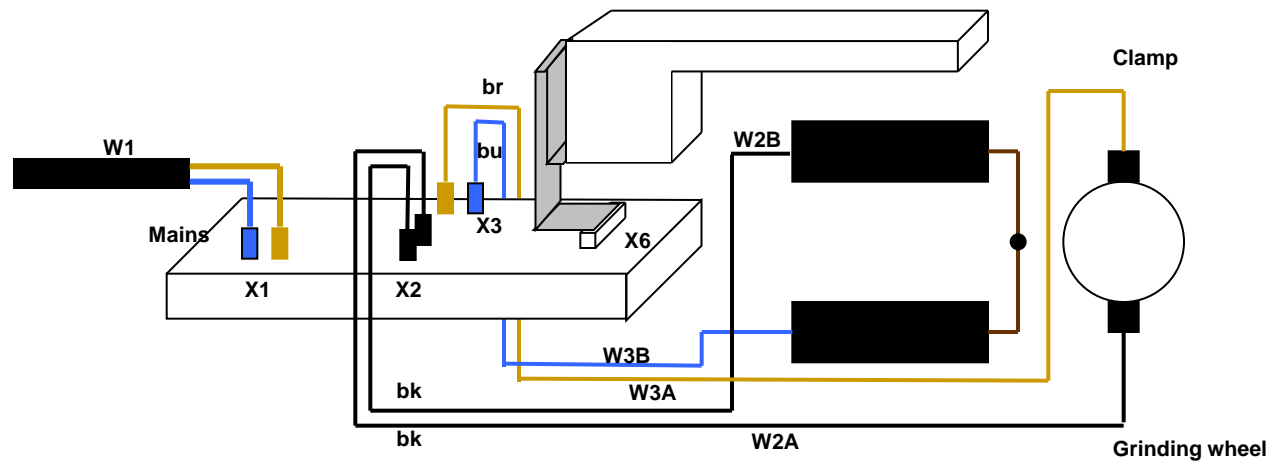 Clamp
br
W1
W2B
bu
Mains
X3
X6
X1
X2
W3B
bk
W3A
bk
W2A
Grinding wheel